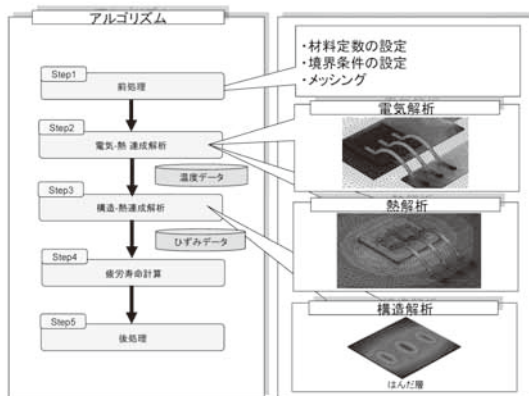 アルゴリズム
Step1
前処理
Step2
電気-熱 連成解析
温度データ
Step3
構造-熱連成解析
ひずみデータ
Step4
疲労寿命計算
Step5
後処理
・材料定数の設定
・境界条件の設定
・メッシング
電気解析
熱解析
構造解析
はんだ層